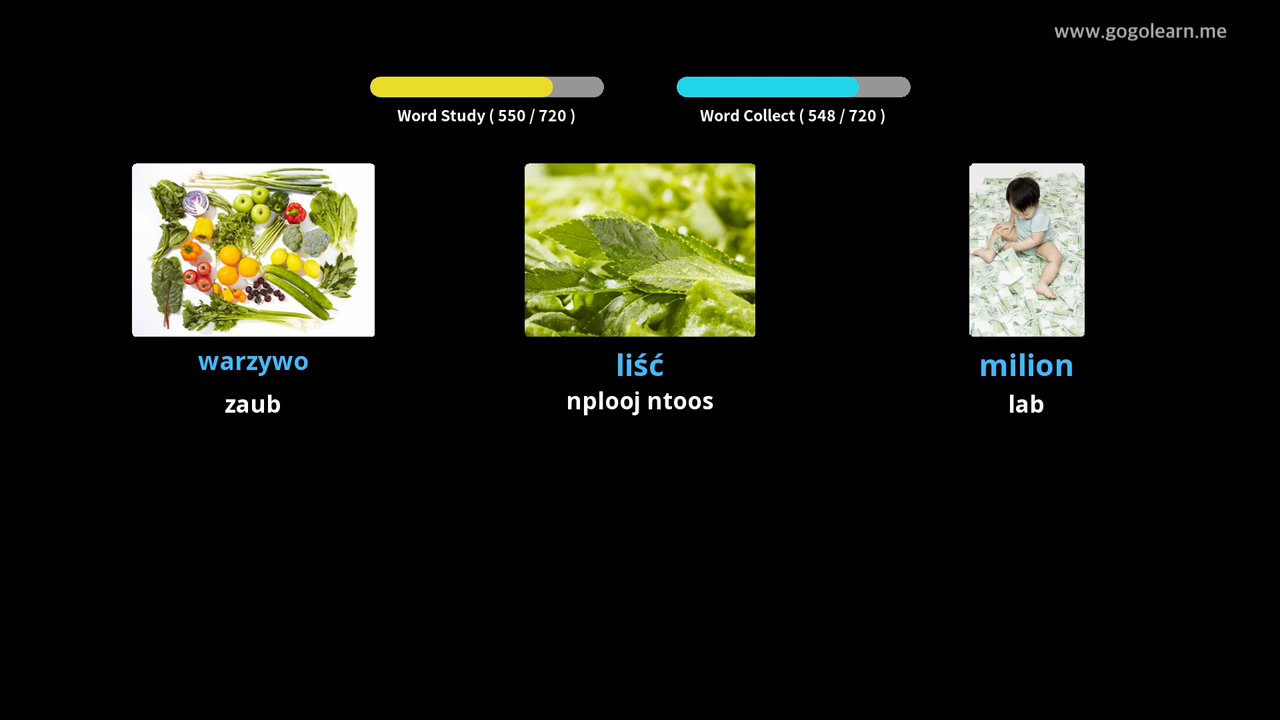 www.gogolearn.me
Word Study ( 550 / 720 )
Word Collect ( 548 / 720 )
warzywo
liść
milion
zaub
nplooj ntoos
lab